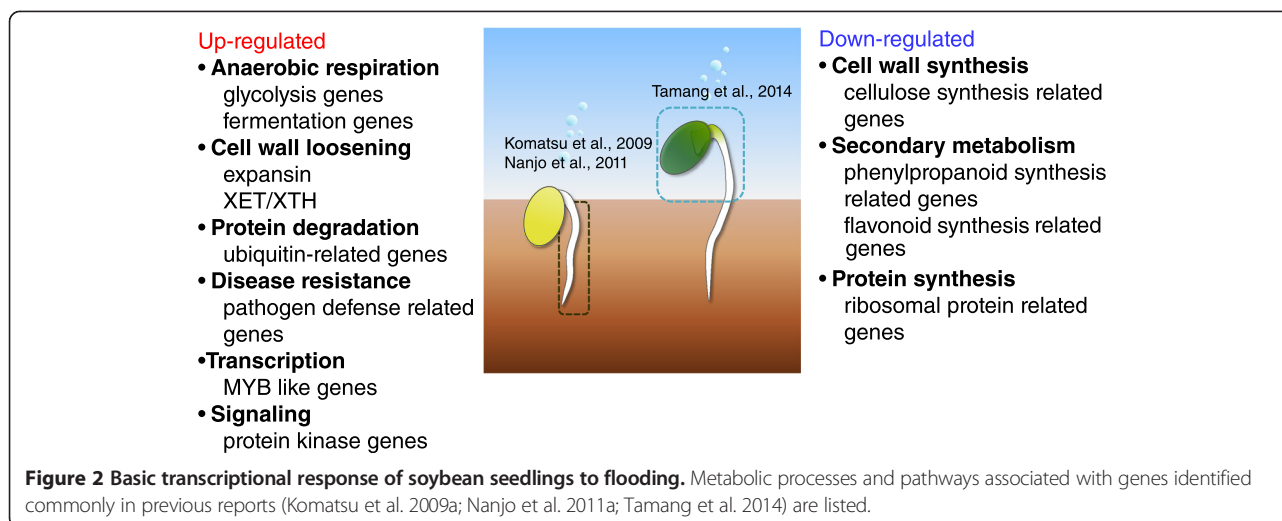 Up-regulated
• Anaerobic respiration
glycolysis genes
fermentation genes
• Cell wall loosening
expansin
XET/XTH
• Protein degradation
ubiquitin-related genes
• Disease resistance
pathogen defense related
genes
•Transcription
MYB like genes
• Signaling
protein kinase genes
Tamang et al., 2014
Komatsu et al., 2009
Nanjo et al., 2011
Down-regulated
• Cell wall synthesis
cellulose synthesis related
genes
• Secondary metabolism
phenylpropanoid synthesis
related genes
flavonoid synthesis related
genes
• Protein synthesis
ribosomal protein related
genes
Figure 2 Basic transcriptional response of soybean seedlings to flooding. Metabolic processes and pathways associated with genes identified
commonly in previous reports (Komatsu et al. 2009a; Nanjo et al. 2011a; Tamang et al. 2014) are listed.